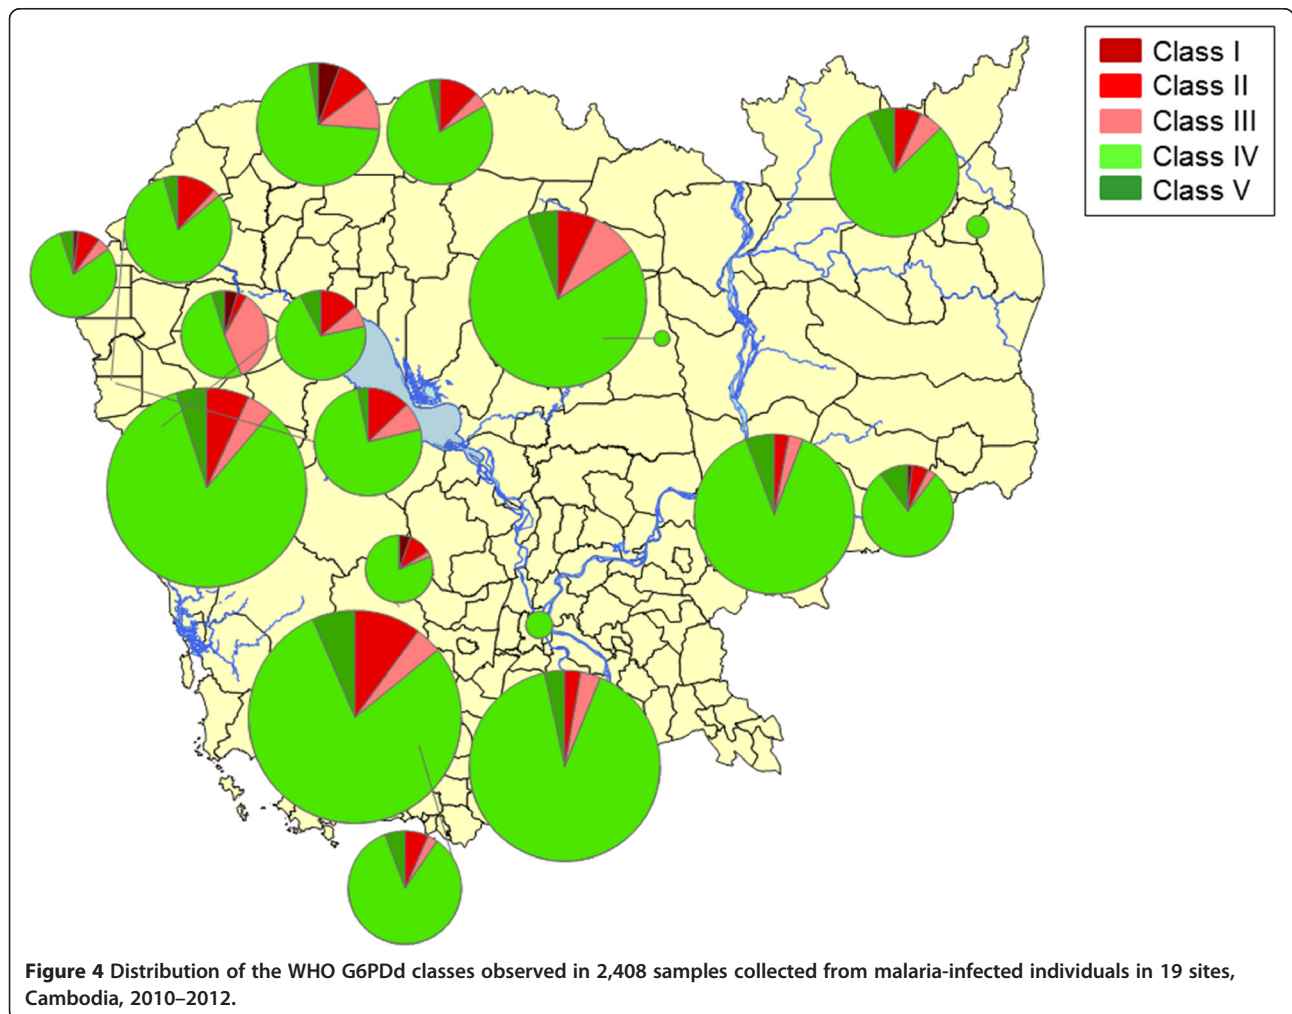 Class I
Class II
Class III
Class IV
Class V
Figure 4 Distribution of the WHO G6PDd classes observed in 2,408 samples collected from malaria-infected individuals in 19 sites,
Cambodia, 2010–2012.